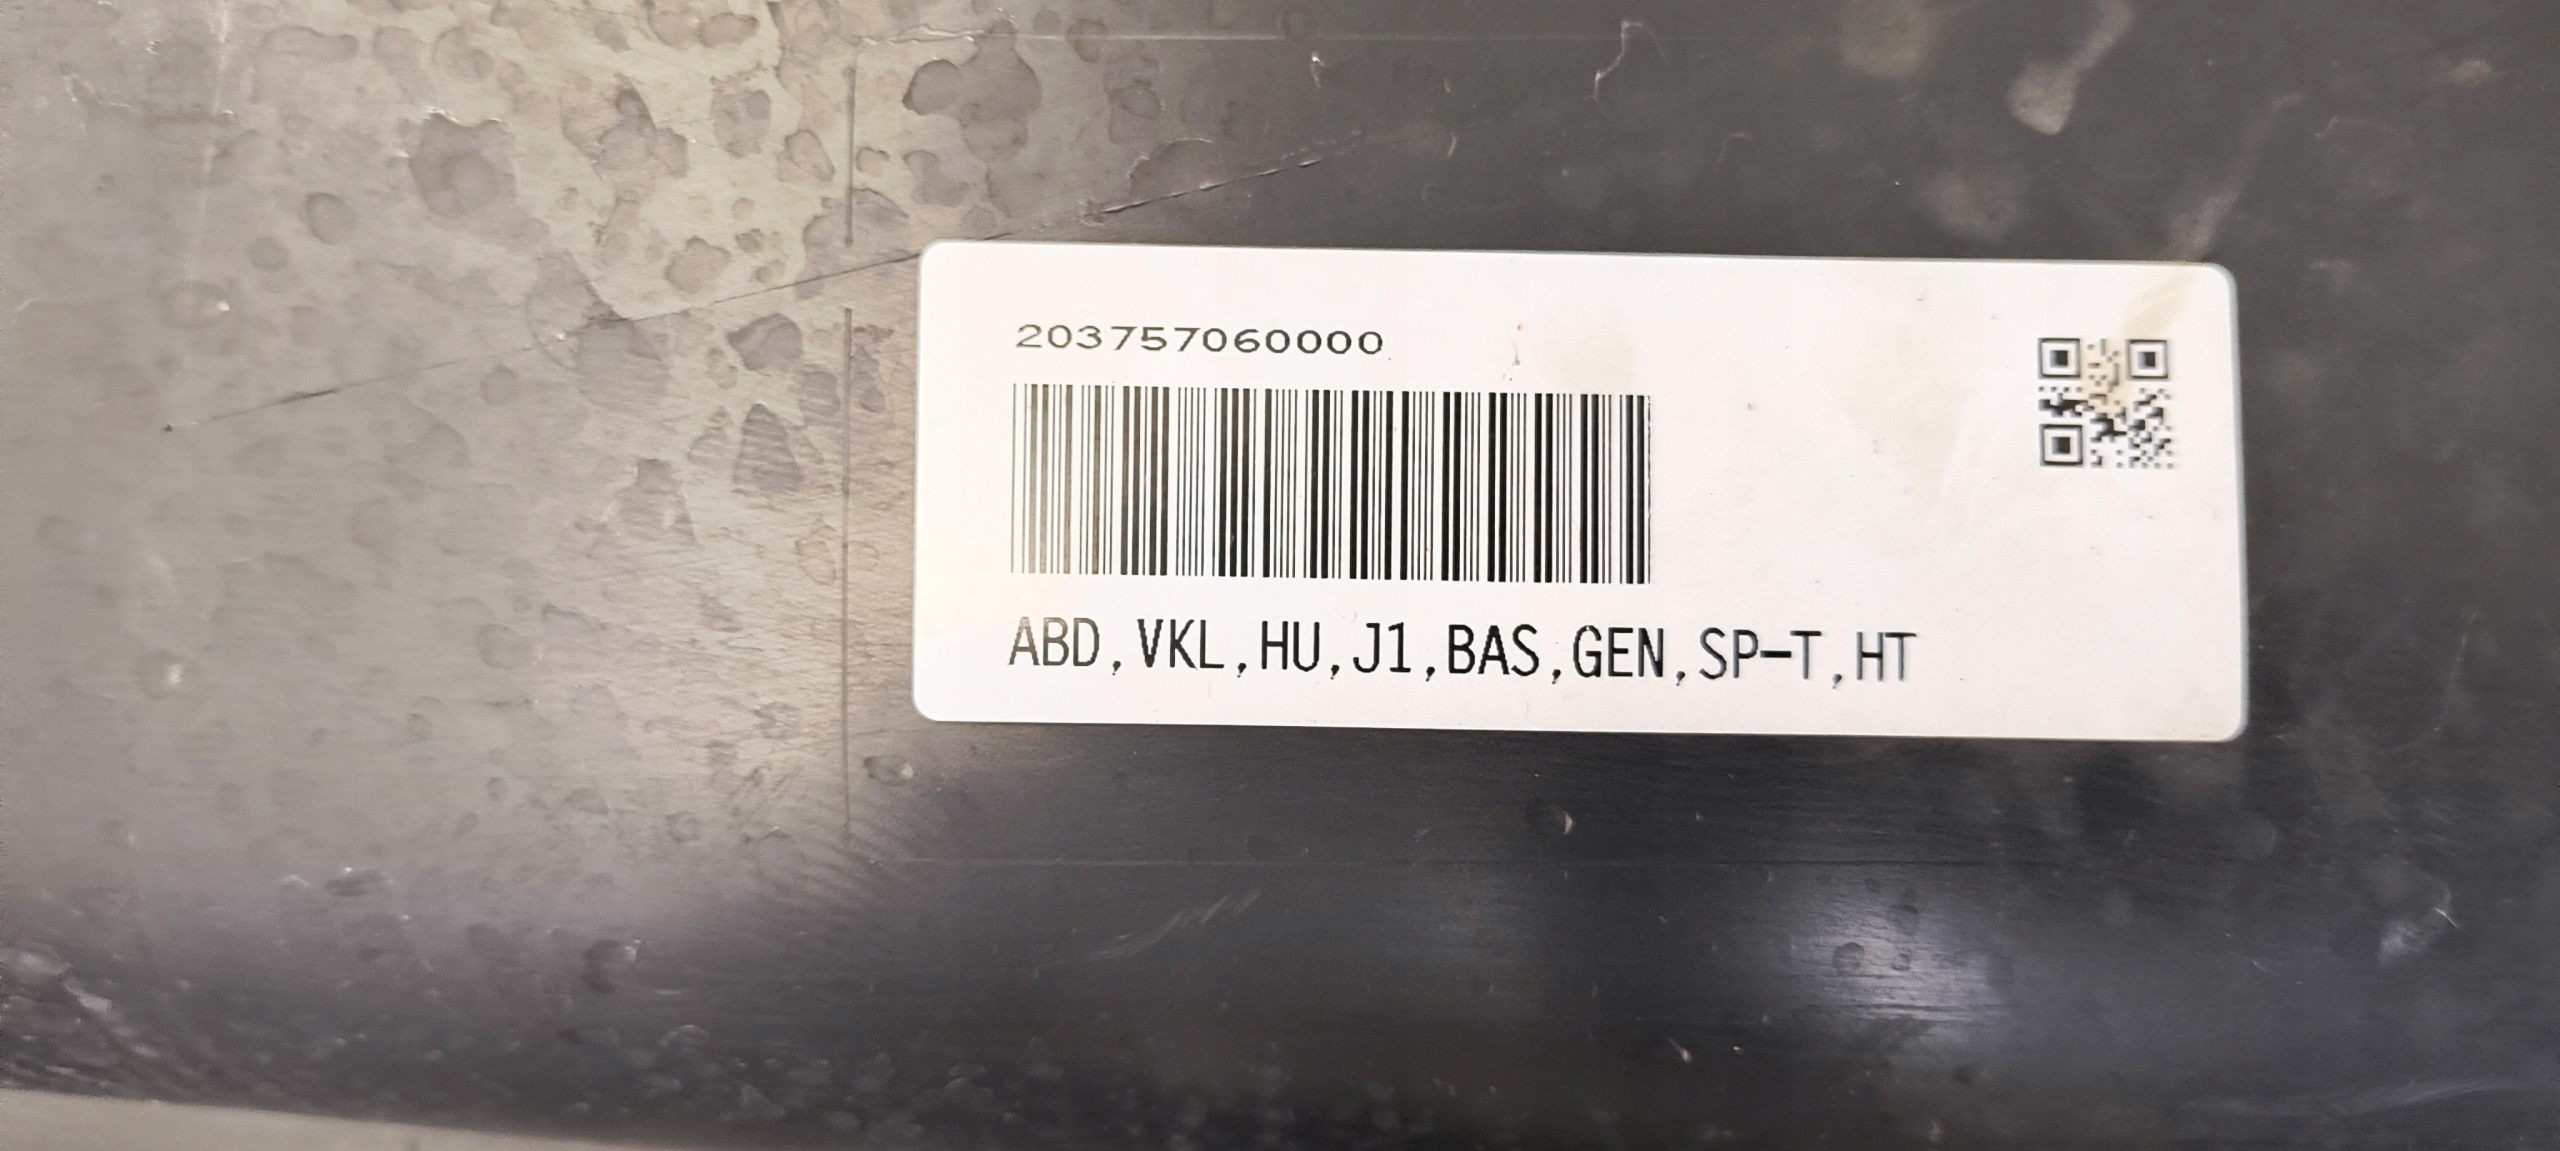 203757060000
ABD,VKL,HU,J1,BAS,GEN,SP-T,HT